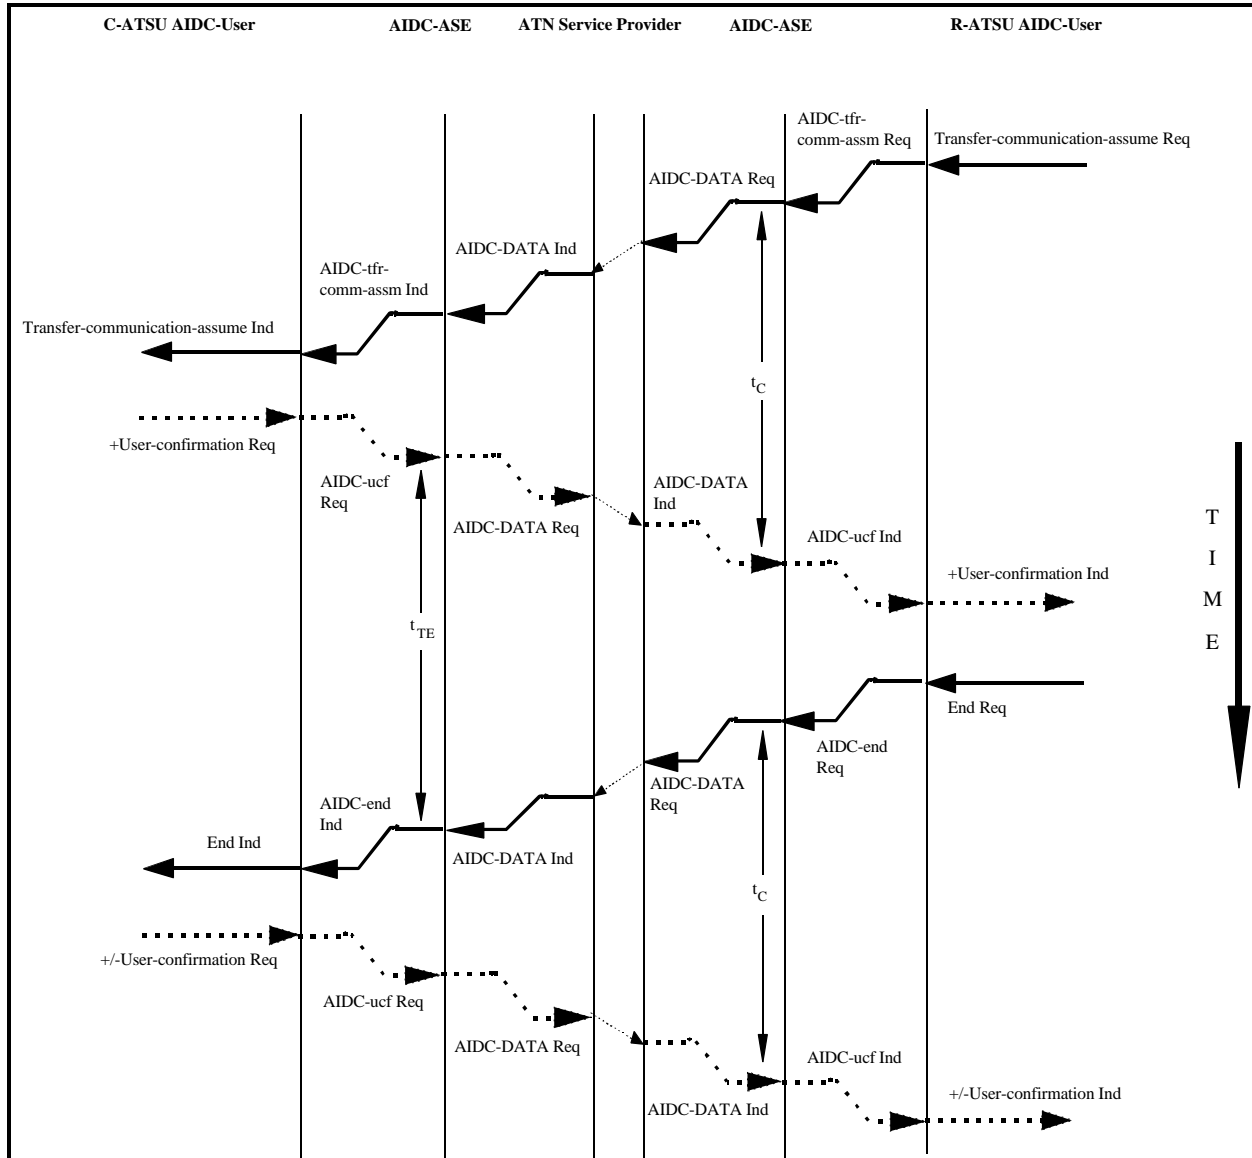 C-ATSU AIDC-User
AIDC-ASE
ATN Service Provider
AIDC-ASE
R-ATSU AIDC-User
AIDC-tfr-
comm-assm Req
Transfer-communication-assume Req
AIDC-DATA Req
AIDC-DATA Ind
AIDC-tfr-
comm-assm Ind
Transfer-communication-assume Ind
tC
+User-confirmation Req
AIDC-ucf
Req
AIDC-DATA Req
AIDC-DATA
Ind
AIDC-ucf Ind
+User-confirmation Ind
T
I
M
E
tTE
End Req
AIDC-end
Req
AIDC-DATA
Req
AIDC-end
Ind
End Ind
AIDC-DATA Ind
tC
+/-User-confirmation Req
AIDC-ucf Req
AIDC-DATA Req
AIDC-ucf Ind
AIDC-DATA Ind
+/-User-confirmation Ind